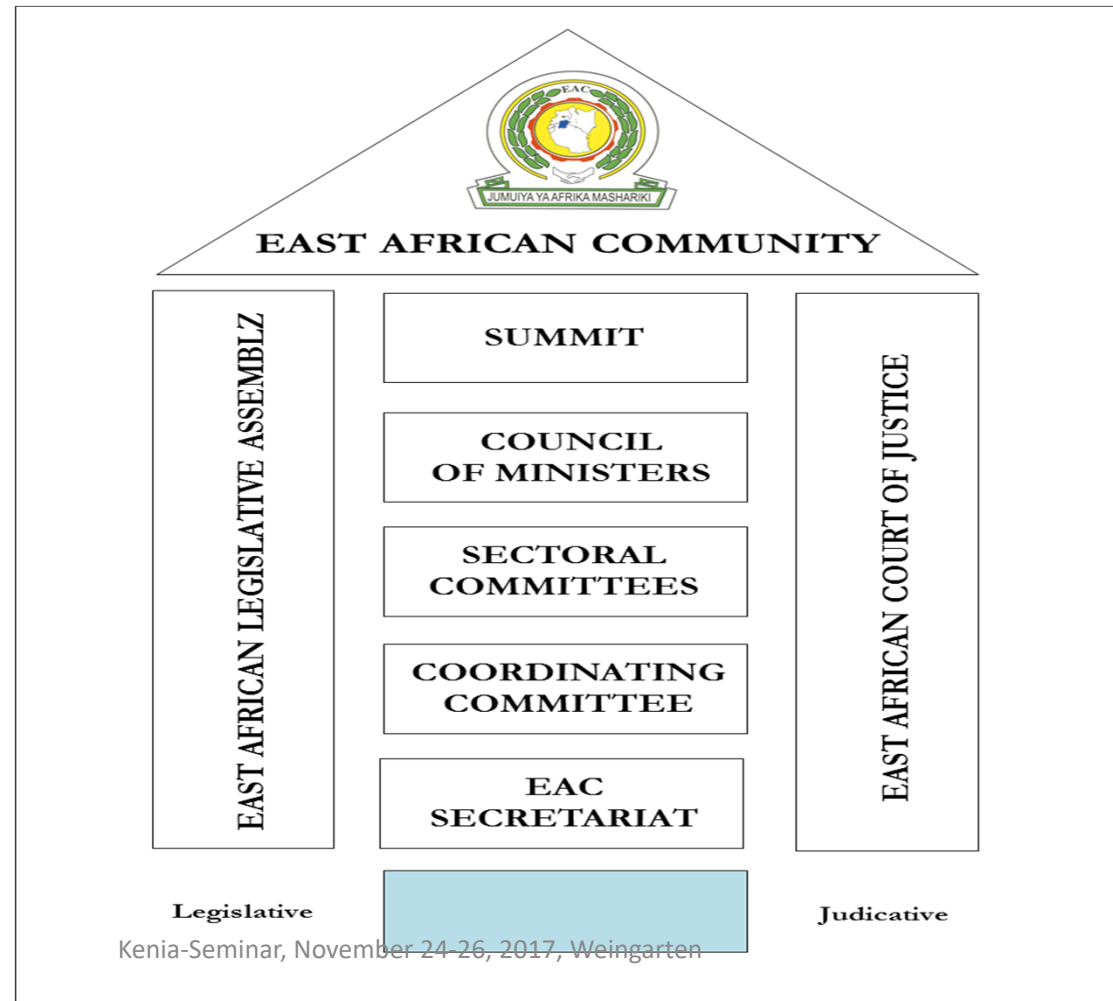 EAC
JUMUIYA YA AFRIKA MASHARIKI
EAST AFRICAN COMMUNITY
EAST AFRICAN LEGISLATIVE ASSEMBLZ
SUMMIT
COUNCIL
OF MINISTERS
SECTORAL
COMMITTEES
COORDINATING
COMMITTEE
EAC
SECRETARIAT
EAST AFRICAN COURT OF JUSTICE
Legislative
Judicative
Kenia-Seminar, November 24-26, 2017, Weingarten